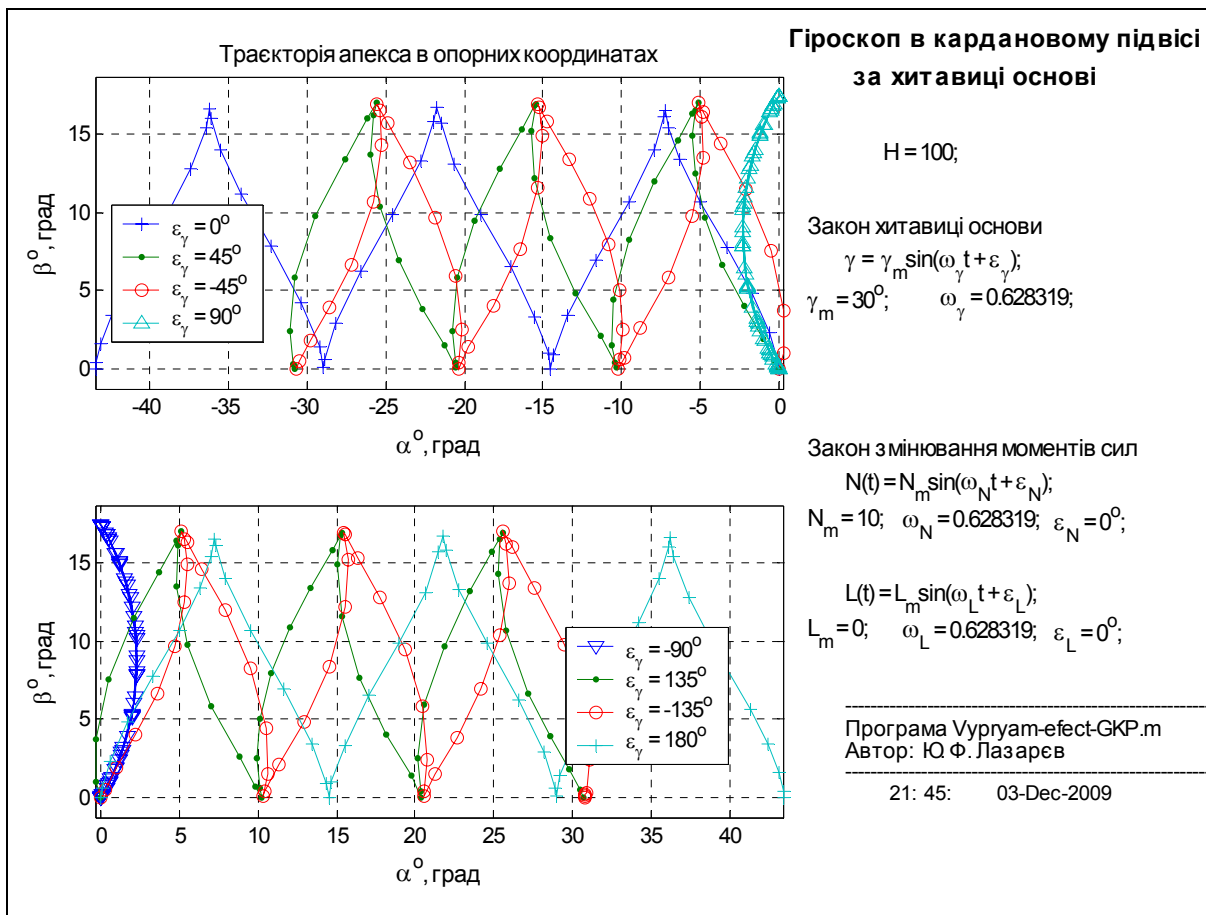 Траєкторія апекса в опорних координатах
β°, град
15
10
5
0
ε_γ = 0°
ε_γ = 45°
ε_γ = -45°
ε_γ = 90°
-40 -35 -30 -25 -20 -15 -10 -5 0
α°, град
β°, град
15
10
5
0
ε_γ = -90°
ε_γ = 135°
ε_γ = -135°
ε_γ = 180°
0 5 10 15 20 25 30 35 40
α°, град
Гіроскоп в кардановому підвісі
за хитавиці основі
H = 100;
Закон хитавиці основи
γ = γ_m sin(ω_γ t + ε_γ);
γ_m = 30°; ω_γ = 0.628319;
Закон змінювання моментів сил
N(t) = N_m sin(ω_N t + ε_N);
N_m = 10; ω_N = 0.628319; ε_N = 0°;
L(t) = L_m sin(ω_L t + ε_L);
L_m = 0; ω_L = 0.628319; ε_L = 0°;
Програма Vypryam-efect-GKP.m
Автор: Ю.Ф. Лазарєв
21: 45: 03-Dec-2009